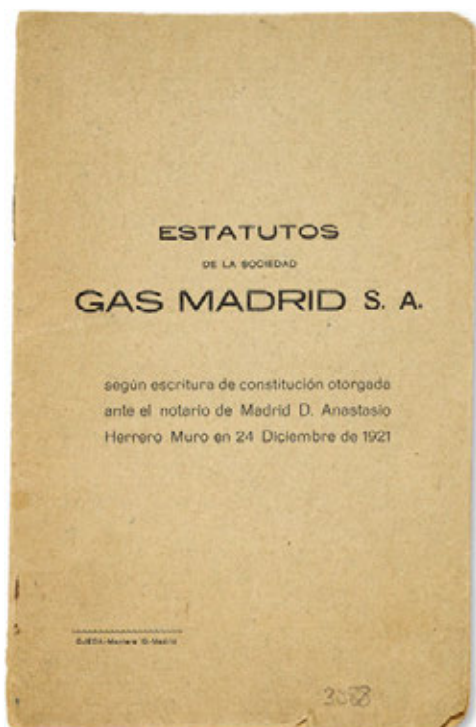 ESTATUTOS
DE LA SOCIEDAD
GAS MADRID S. A.
según escritura de constitución otorgada
ante el notario de Madrid D. Anastasio
Herrero Muro en 24 Diciembre de 1921
Madrid